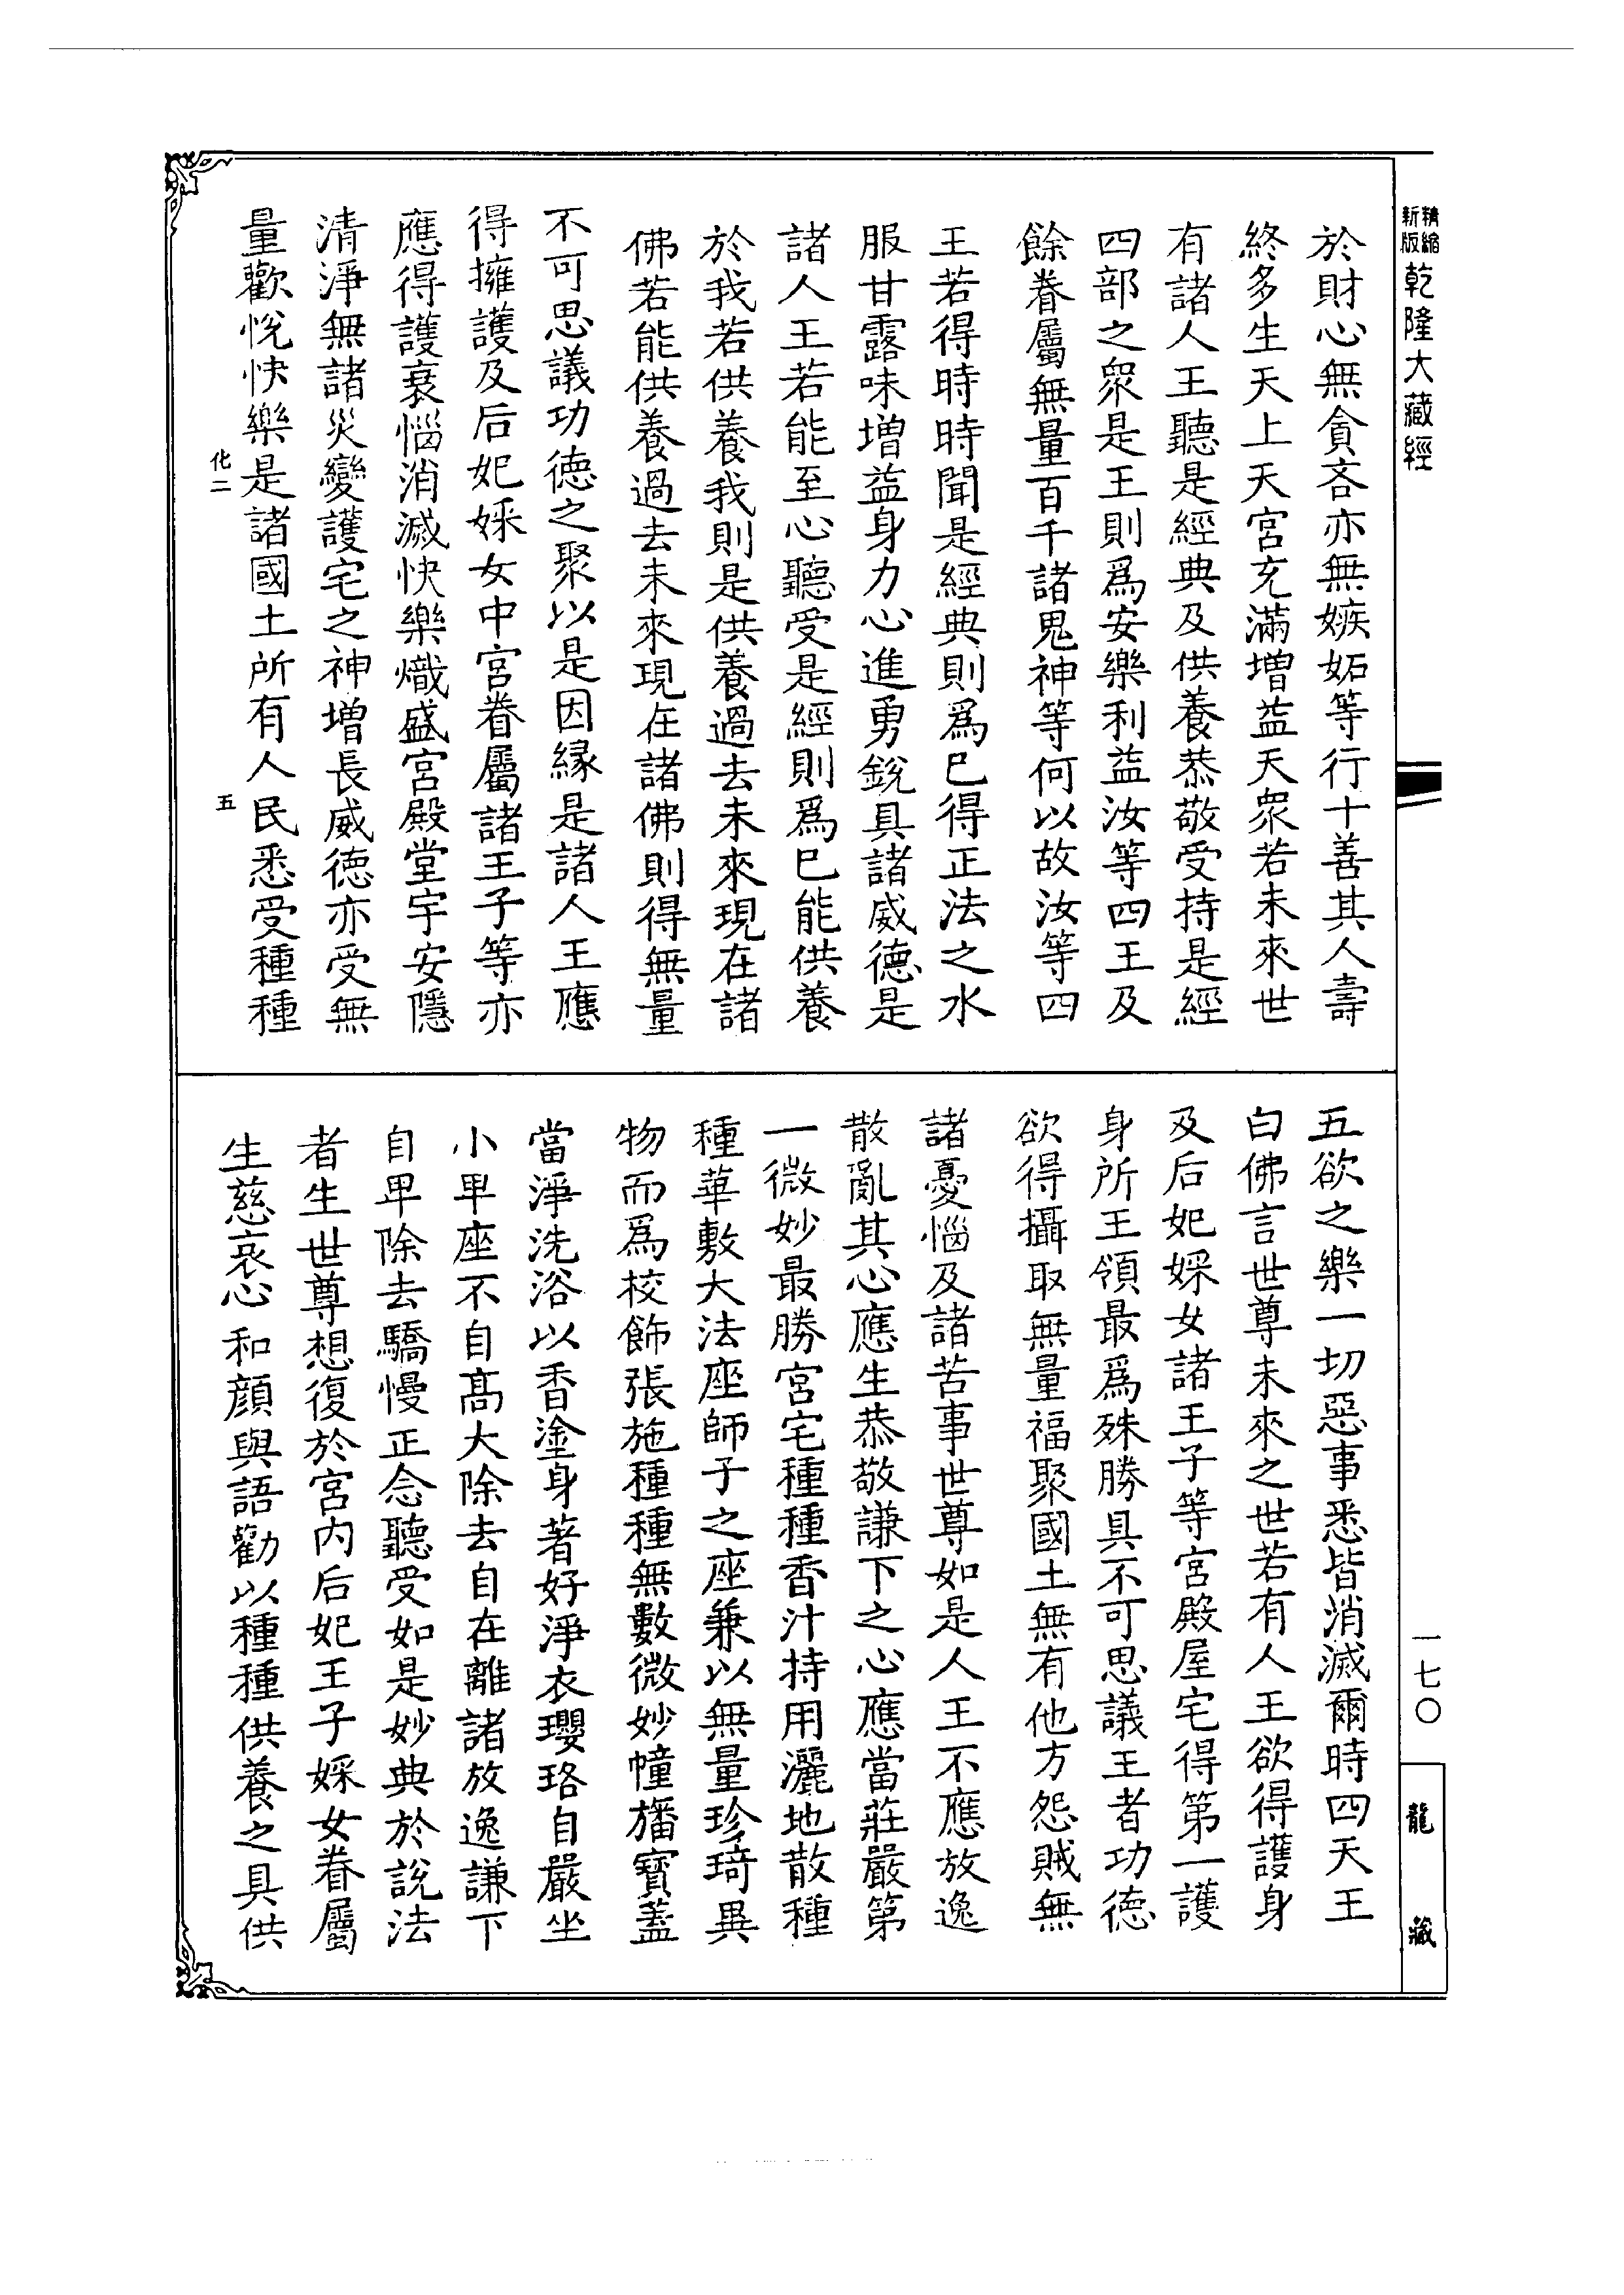 精縮
新版
乾隆大藏經
於財心無貪吝亦無嫉妬等行十善其人壽
終多生天上天宮充滿增益天衆若未來世
有諸人王聽是經典及供養恭敬受持是經
四部之衆是王則爲安樂利益汝等四王及
餘眷屬無量百千諸鬼神等何以故汝等四
王若得時時聞是經典則爲已得正法之水
服甘露味增益身力心進勇銳具諸威德是
諸人王若能至心聽受是經則爲已能供養
於我若供養我則是供養過去未來現在諸
佛若能供養過去未來現在諸佛則得無量
不可思議功德之聚以是因緣是諸人王應
得擁護及后妃婇女中宮眷屬諸王子等亦
應得護衰惱消滅快樂熾盛宮殿堂宇安隱
清淨無諸災變護宅之神增長威德亦受無
量歡悅快樂是諸國土所有人民悉受種種
化二
五
五欲之樂一切惡事悉皆消滅爾時四天王
白佛言世尊未來之世若有人王欲得護身
及后妃婇女諸王子等宮殿屋宅得第一護
身所王領最爲殊勝具不可思議王者功德
欲得攝取無量福聚國土無有他方怨賊無
諸憂惱及諸苦事世尊如是人王不應放逸
散亂其心應生恭敬謙下之心應當莊嚴第
一微妙最勝宮宅種種香汁持用灑地散種
種華敷大法座師子之座兼以無量珍琦異
物而爲校飾張施種種無數微妙幢旛寶蓋
當淨洗浴以香塗身著好淨衣瓔珞自嚴坐
小卑座不自高大除去自在離諸放逸謙下
自卑除去驕慢正念聽受如是妙典於說法
者生世尊想復於宮內后妃王子婇女眷屬
生慈哀心和顏與語勸以種種供養之具供
一七〇
龍藏